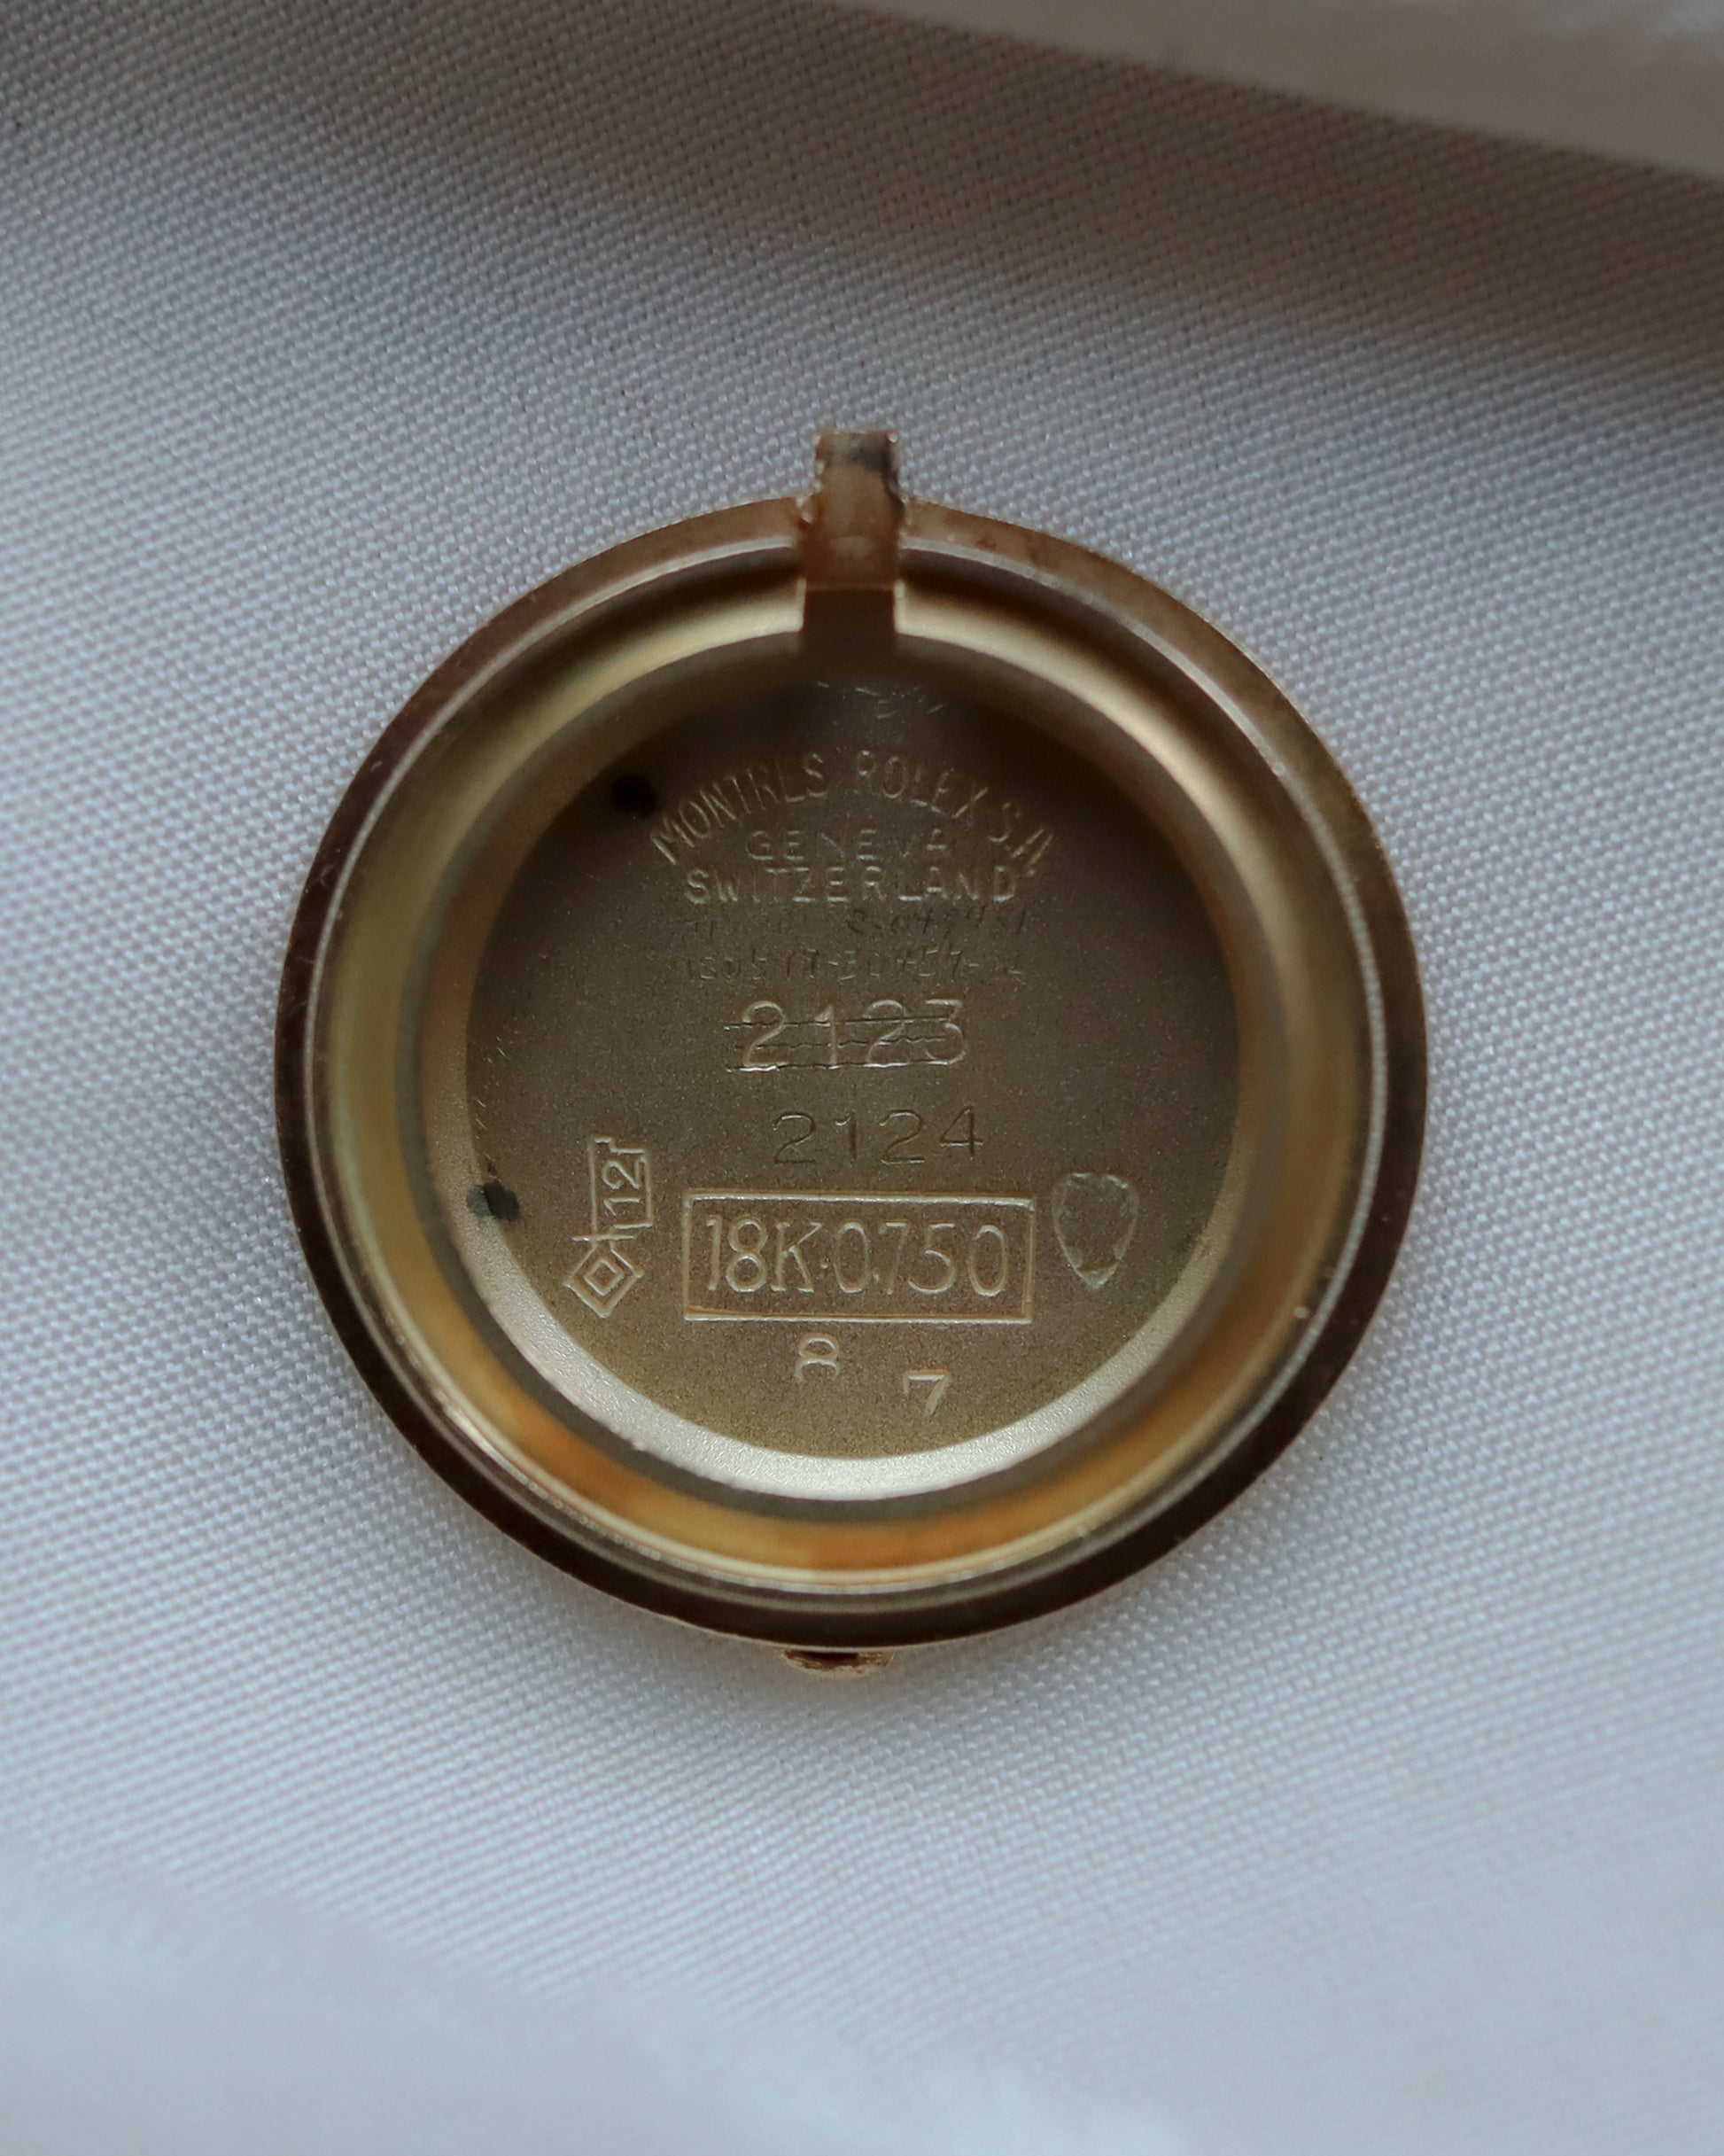 MONTRES ROLEX S.A
GENEVA
SWITZERLAND
2123
2124
12
18K·0.750
8
7